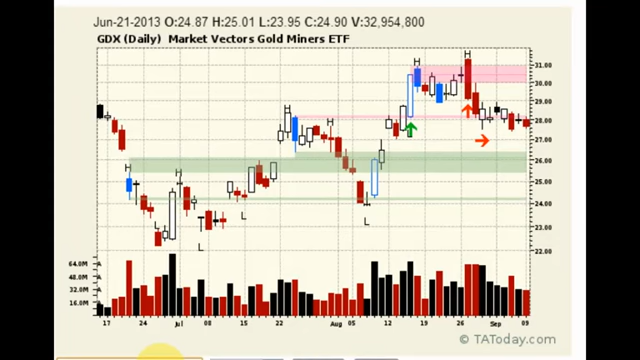 Jun-21-2013 O:24.87 H:25.01 L:23.95 C:24.90 V:32,954,800
GDX (Daily) Market Vectors Gold Miners ETF
H H
31.00
30.00
29.00
H
28.00
H
27.00
H
26.00
H
25.00
24.00
L
L
23.00
L
22.00
64.0M
48.0M
32.0M
16.0M
17 24 Jul 08 15 22 Aug 05 12 19 26 Sep 09
© TAToday.com